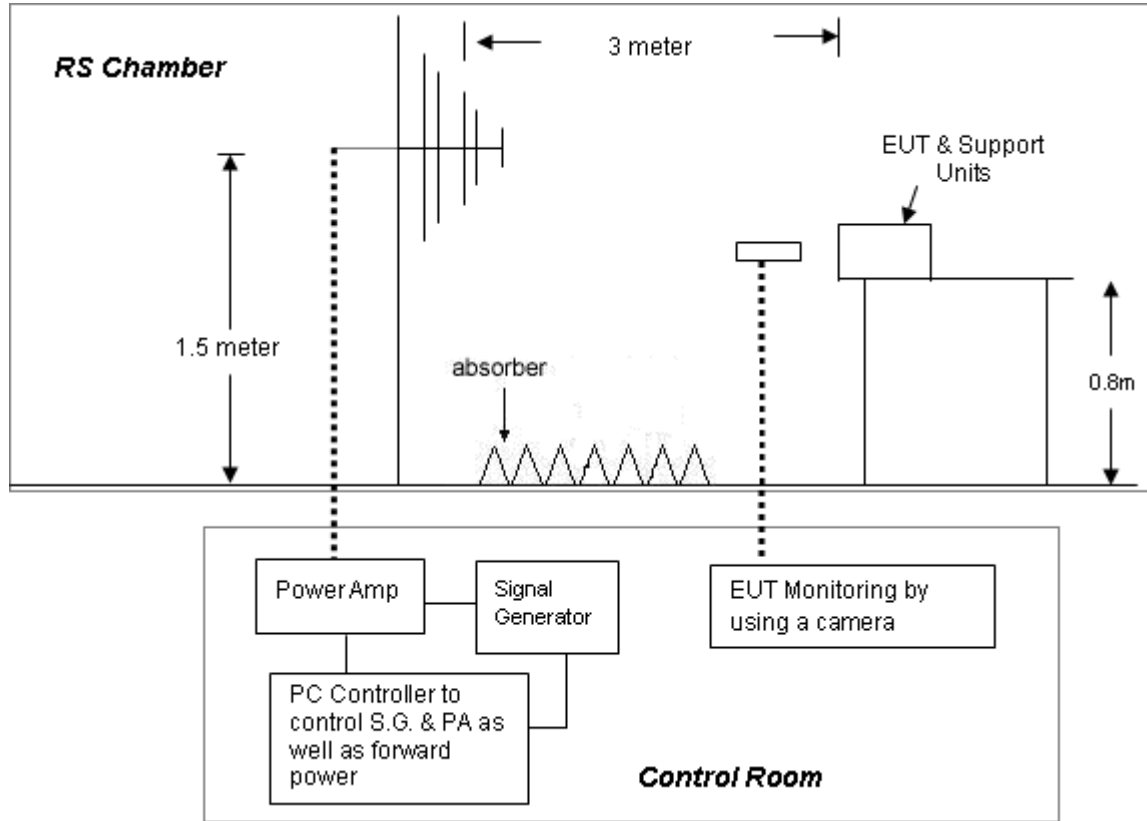 3 meter
RS Chamber
EUT & Support
Units
1.5 meter
absorber
0.8m
Power Amp
Signal
Generator
EUT Monitoring by
using a camera
PC Controller to
control S.G. & PA as
well as forward
power
Control Room